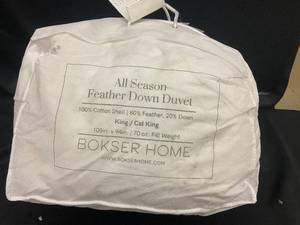 All Season
Feather Down Duvet
100% Cotton Shell | 80% Feather, 20% Down
King / Cal King
109in x 94in | 70 oz. Fill Weight
BOKSER HOME
WWW.BOKSERHOME.COM